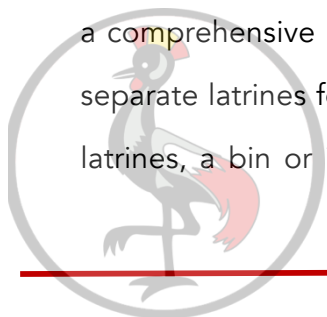 a comprehensive
separate latrines f
latrines, a bin or